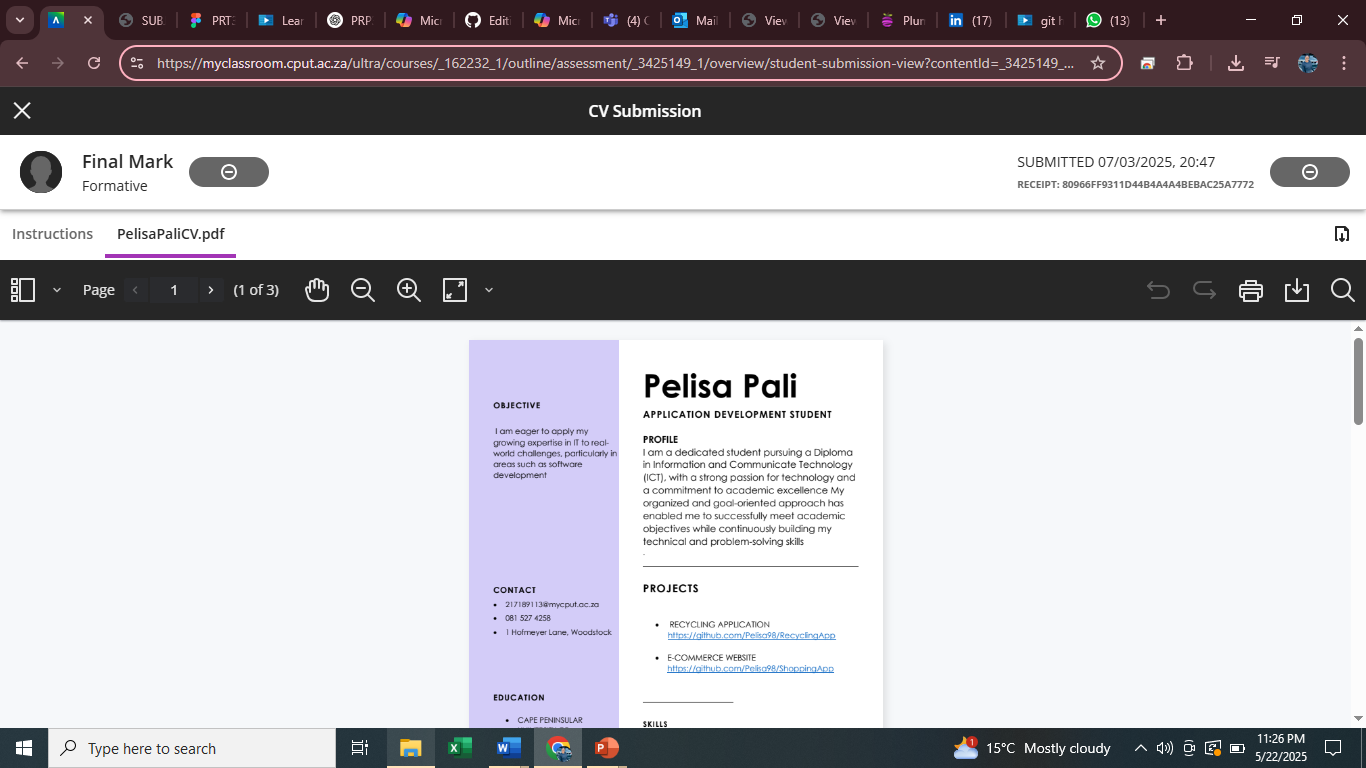 SUB
PRT
Lear
PRP
Micr
Editi
Micr
(4) C
Mail
View
View
Plur
(17)
git h
(13)
https://myclassroom.cput.ac.za/ultra/courses/_162232_1/outline/assessment/_3425149_1/overview/student-submission-view?contentId=_3425149_...
CV Submission
Final Mark
Formative
SUBMITTED 07/03/2025, 20:47
RECEIPT: 80966FF9311D44B4A4A4BEBAC25A7772
Instructions
PelisaPaliCV.pdf
Page 1 (1 of 3)
OBJECTIVE
I am eager to apply my
growing expertise in IT to real-
world challenges, particularly in
areas such as software
development
CONTACT
• 217189113@mycput.ac.za
• 081 527 4258
• 1 Hofmeyer Lane, Woodstock
EDUCATION
• CAPE PENINSULAR
Pelisa Pali
APPLICATION DEVELOPMENT STUDENT
PROFILE
I am a dedicated student pursuing a Diploma
in Information and Communicate Technology
(ICT), with a strong passion for technology and
a commitment to academic excellence My
organized and goal-oriented approach has
enabled me to successfully meet academic
objectives while continuously building my
technical and problem-solving skills
.
PROJECTS
• RECYCLING APPLICATION
https://github.com/Pelisa98/RecyclingApp
• E-COMMERCE WEBSITE
https://github.com/Pelisa98/ShoppingApp
SKILLS
Type here to search
1
15°C Mostly cloudy
11:26 PM
5/22/2025